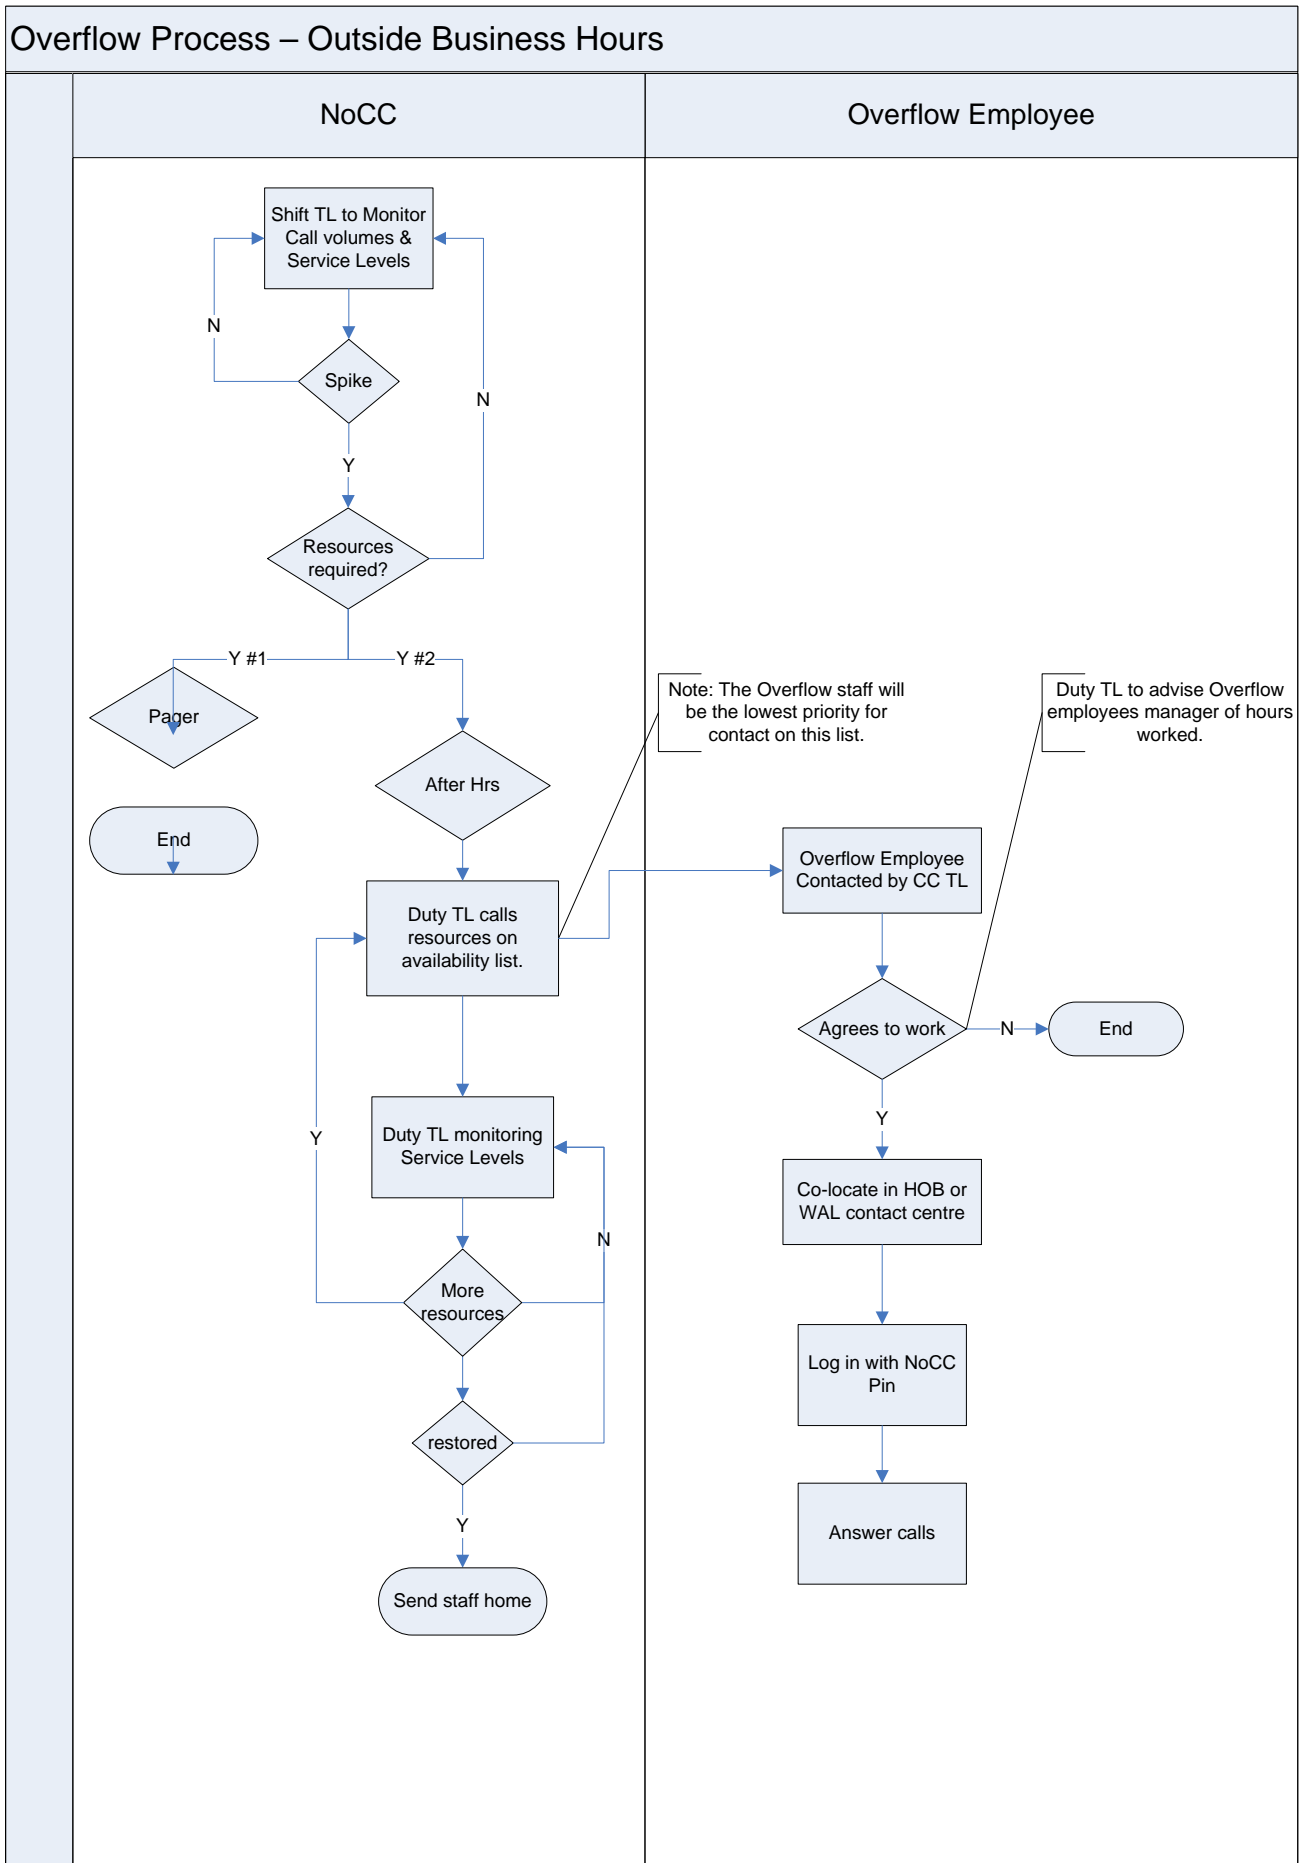 Overflow Process – Outside Business Hours
NoCC
Overflow Employee
Shift TL to Monitor
Call volumes &
Service Levels
N
Spike
N
Y
Resources
required?
Y #1
Y #2
Pager
After Hrs
End
Note: The Overflow staff will
be the lowest priority for
contact on this list.
Duty TL to advise Overflow
employees manager of hours
worked.
Duty TL calls
resources on
availability list.
Overflow Employee
Contacted by CC TL
Agrees to work
N
End
Y
Y
Duty TL monitoring
Service Levels
N
Co-locate in HOB or
WAL contact centre
More
resources
Log in with NoCC
Pin
restored
Y
Answer calls
Send staff home